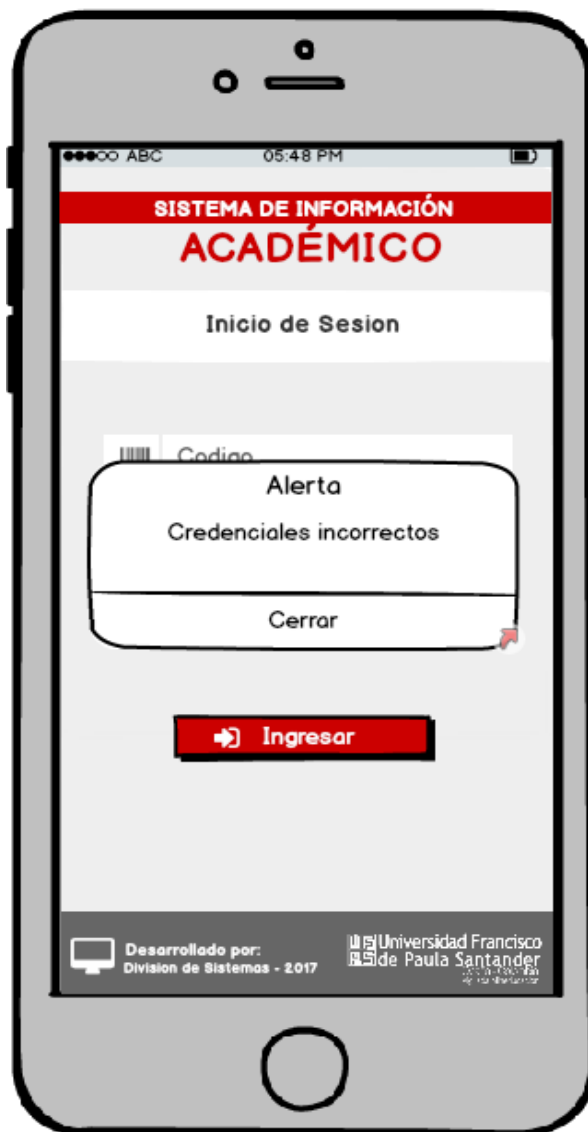 ABC 05:48 PM
SISTEMA DE INFORMACIÓN
ACADÉMICO
Inicio de Sesion
Codigo
Alerta
Credenciales incorrectos
Cerrar
Ingresar
Desarrollado por:
Division de Sistemas - 2017
Universidad Francisco
de Paula Santander